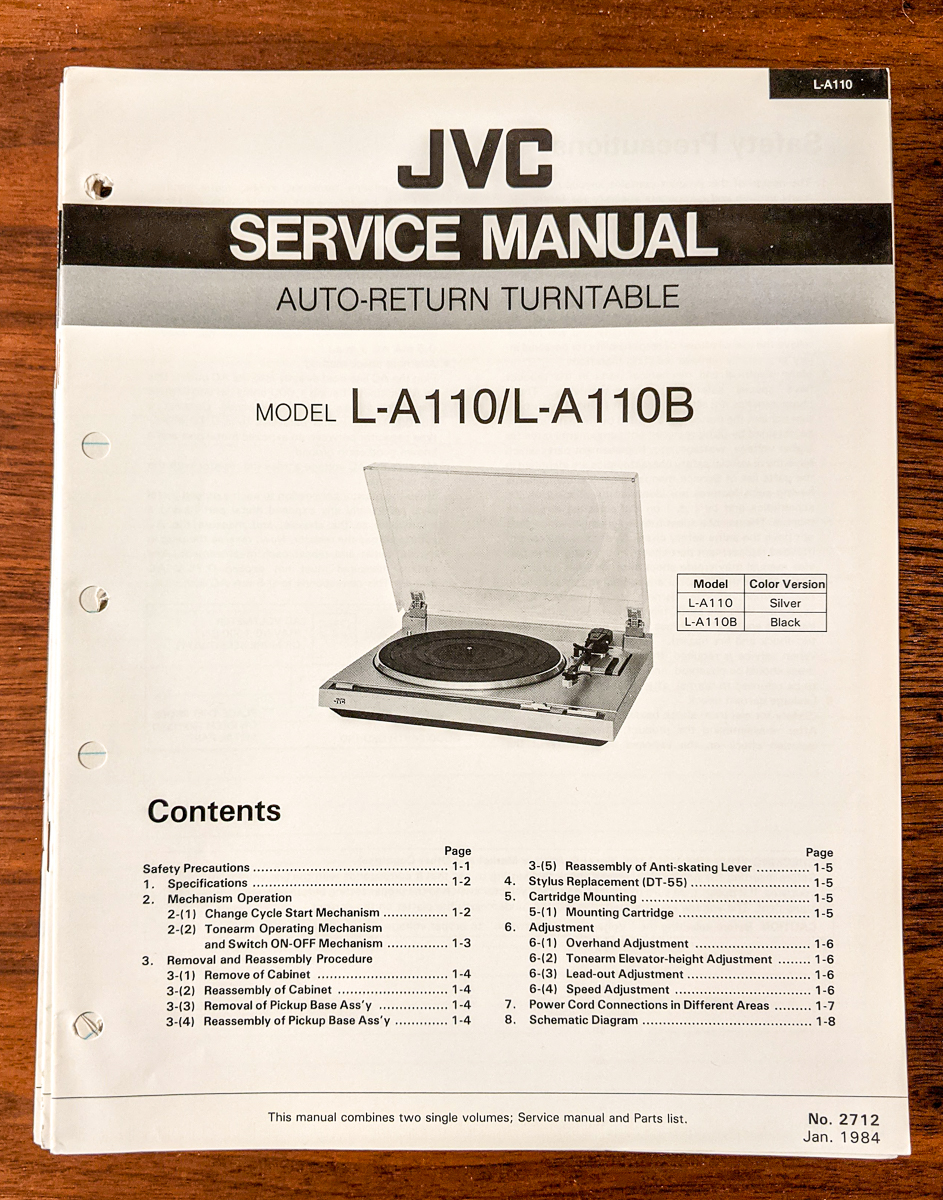 L-A110
JVC
SERVICE MANUAL
AUTO-RETURN TURNTABLE
MODEL L-A110/L-A110B
Model Color Version
L-A110 Silver
L-A110B Black
JVC
Contents
Page
Safety Precautions ........................................................ 1-1
1. Specifications ........................................................ 1-2
2. Mechanism Operation
2-(1) Change Cycle Start Mechanism ................ 1-2
2-(2) Tonearm Operating Mechanism
and Switch ON-OFF Mechanism ............... 1-3
3. Removal and Reassembly Procedure
3-(1) Remove of Cabinet ................................... 1-4
3-(2) Reassembly of Cabinet .............................. 1-4
3-(3) Removal of Pickup Base Ass'y .................. 1-4
3-(4) Reassembly of Pickup Base Ass'y ............. 1-4
Page
3-(5) Reassembly of Anti-skating Lever ............. 1-5
4. Stylus Replacement (DT-55) ............................... 1-5
5. Cartridge Mounting ............................................ 1-5
5-(1) Mounting Cartridge .................................. 1-5
6. Adjustment
6-(1) Overhand Adjustment .............................. 1-6
6-(2) Tonearm Elevator-height Adjustment ........ 1-6
6-(3) Lead-out Adjustment ................................ 1-6
6-(4) Speed Adjustment ................................... 1-6
7. Power Cord Connections in Different Areas ......... 1-7
8. Schematic Diagram ........................................... 1-8
This manual combines two single volumes; Service manual and Parts list.
No. 2712
Jan. 1984